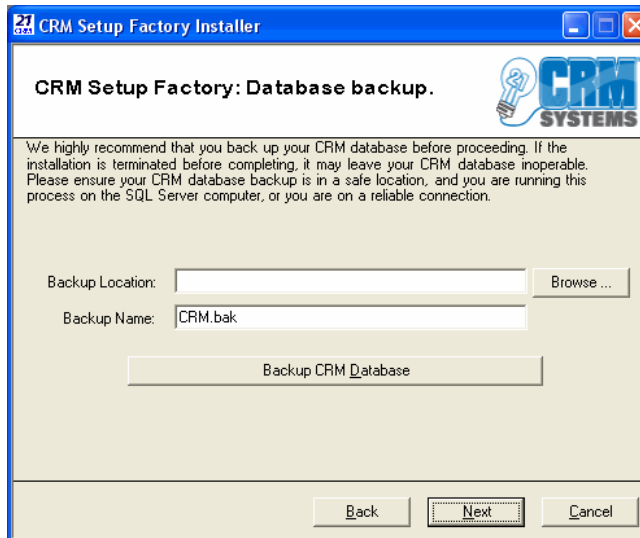 21
CRM
CRM Setup Factory Installer
CRM Setup Factory: Database backup.
21
CRM
SYSTEMS
We highly recommend that you back up your CRM database before proceeding. If the
installation is terminated before completing, it may leave your CRM database inoperable.
Please ensure your CRM database backup is in a safe location, and you are running this
process on the SQL Server computer, or you are on a reliable connection.
Backup Location:
Browse ...
Backup Name:
CRM.bak
Backup CRM Database
Back
Next
Cancel